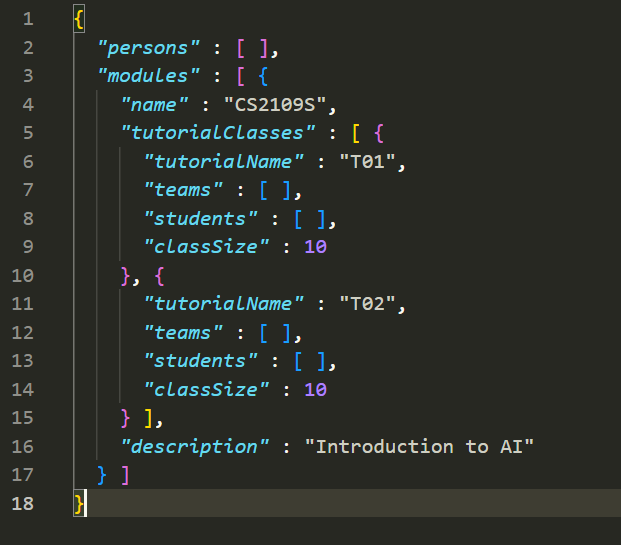 1 {
2 "persons" : [ ],
3 "modules" : [ {
4 "name" : "CS2109S",
5 "tutorialClasses" : [ {
6 "tutorialName" : "T01",
7 "teams" : [ ],
8 "students" : [ ],
9 "classSize" : 10
10 }, {
11 "tutorialName" : "T02",
12 "teams" : [ ],
13 "students" : [ ],
14 "classSize" : 10
15 } ],
16 "description" : "Introduction to AI"
17 } ]
18 }